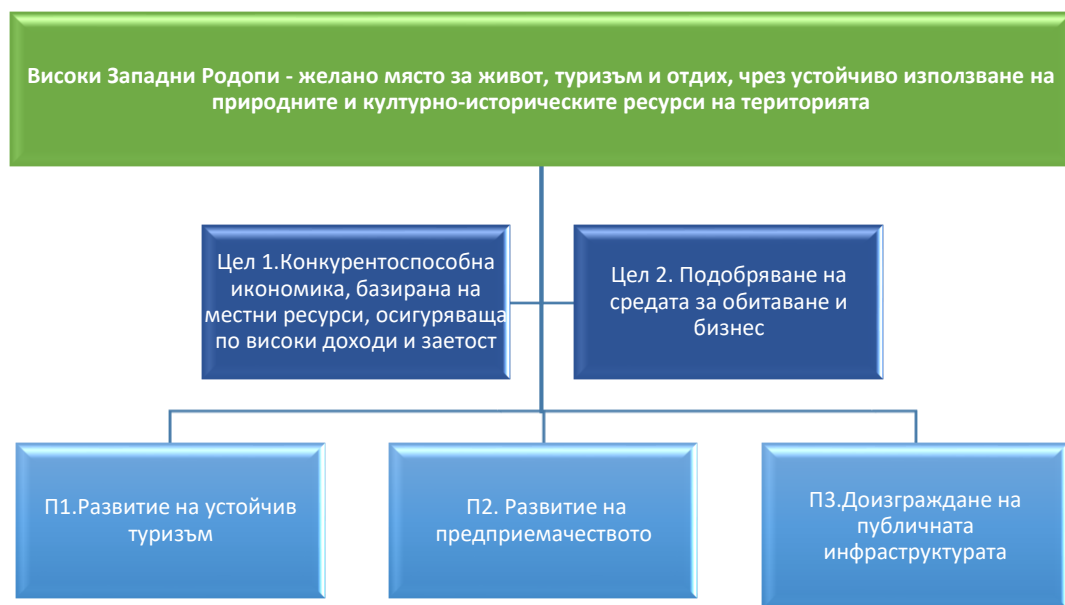 Високи Западни Родопи - желано място за живот, туризъм и отдих, чрез устойчиво използване на
природните и културно-историческите ресурси на територията
Цел 1.Конкурентоспособна
икономика, базирана на
местни ресурси, осигуряваща
по високи доходи и заетост
Цел 2. Подобряване на
средата за обитаване и
бизнес
П1.Развитие на устойчив
туризъм
П2. Развитие на
предприемачеството
П3.Доизграждане на
публичната
инфраструктурата